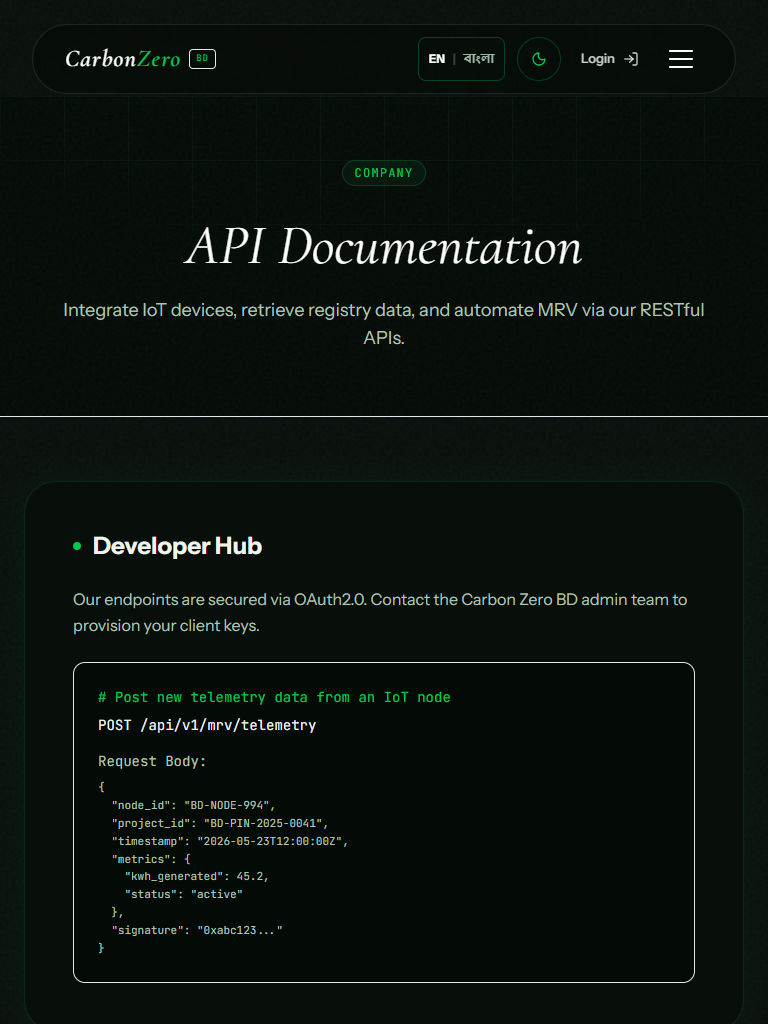 CarbonZero BD
EN | বাংলা
Login
COMPANY
API Documentation
Integrate IoT devices, retrieve registry data, and automate MRV via our RESTful
APIs.
Developer Hub
Our endpoints are secured via OAuth2.0. Contact the Carbon Zero BD admin team to
provision your client keys.
# Post new telemetry data from an IoT node
POST /api/v1/mrv/telemetry
Request Body:
{
  "node_id": "BD-NODE-994",
  "project_id": "BD-PIN-2025-0041",
  "timestamp": "2026-05-23T12:00:00Z",
  "metrics": {
    "kwh_generated": 45.2,
    "status": "active"
  },
  "signature": "0xabc123..."
}